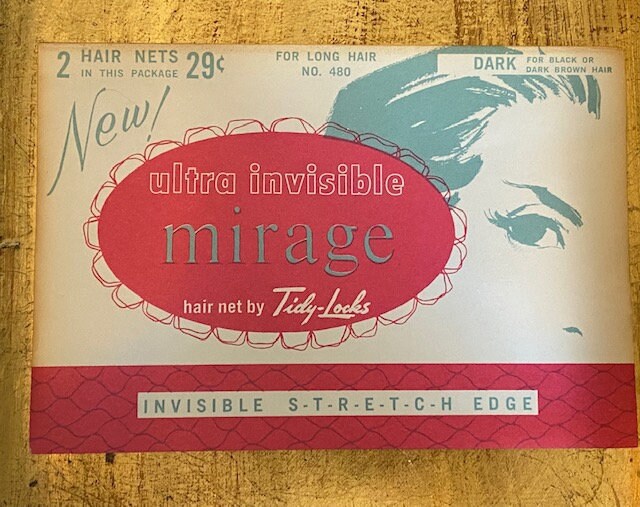 2 HAIR NETS 29¢
IN THIS PACKAGE
FOR LONG HAIR
NO. 480
DARK FOR BLACK OR
DARK BROWN HAIR
New!
ultra invisible
mirage
hair net by Tidy-Locks
INVISIBLE S-T-R-E-T-C-H EDGE